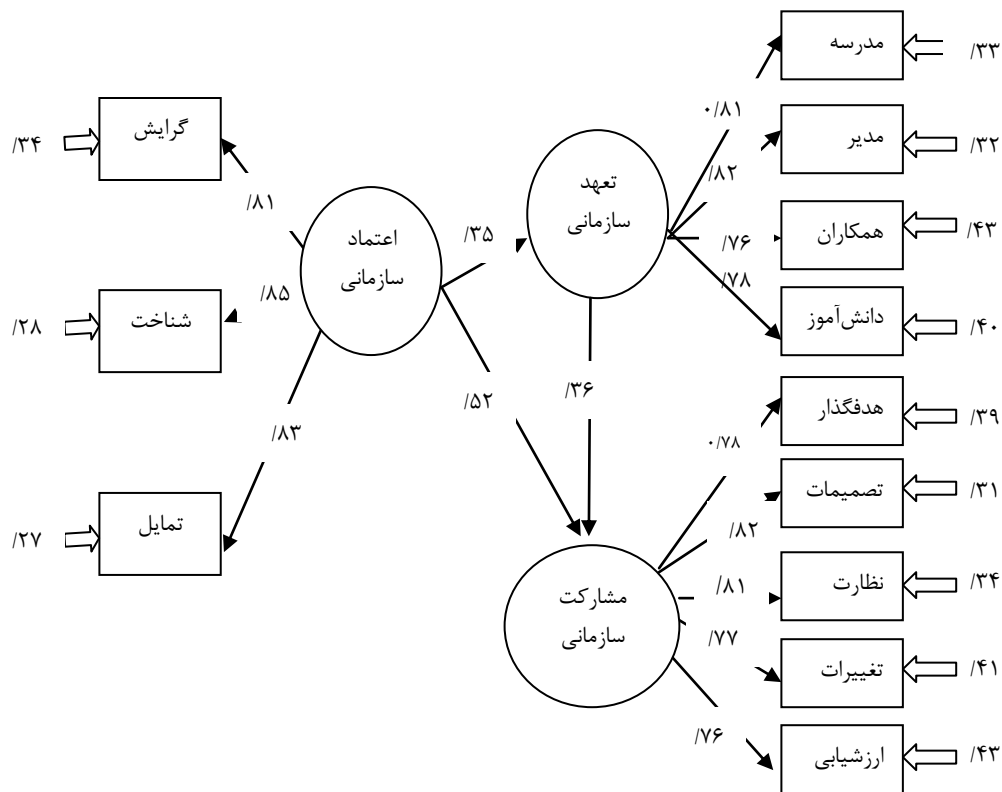 مدرسه
/۳۳
۰/۸۱
گرایش
/۳۴
مدیر
/۳۲
/۸۲
تعهد
سازمانی
/۸۱
اعتماد
سازمانی
/۳۵
همکاران
/۴۳
/۷۶
/۷۸
/۸۵
شناخت
/۲۸
دانش‌آموز
/۴۰
/۵۲
/۳۶
هدفگذار
/۳۹
۰/۷۸
/۸۳
تصمیمات
/۳۱
/۸۲
تمایل
/۲۷
مشارکت
سازمانی
نظارت
/۳۴
/۸۱
/۷۷
تغییرات
/۴۱
/۷۶
ارزشیابی
/۴۳